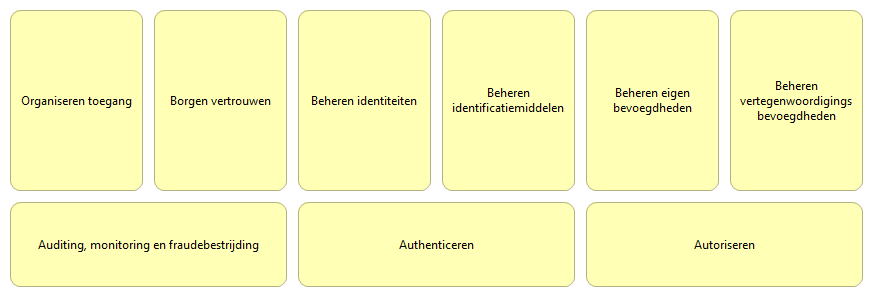 Organiseren toegang
Borgen vertrouwen
Beheren identiteiten
Beheren
identificatiemiddelen
Beheren eigen
bevoegdheden
Beheren
vertegenwoordigings
bevoegdheden
Auditing, monitoring en fraudebestrijding
Authenticeren
Autoriseren